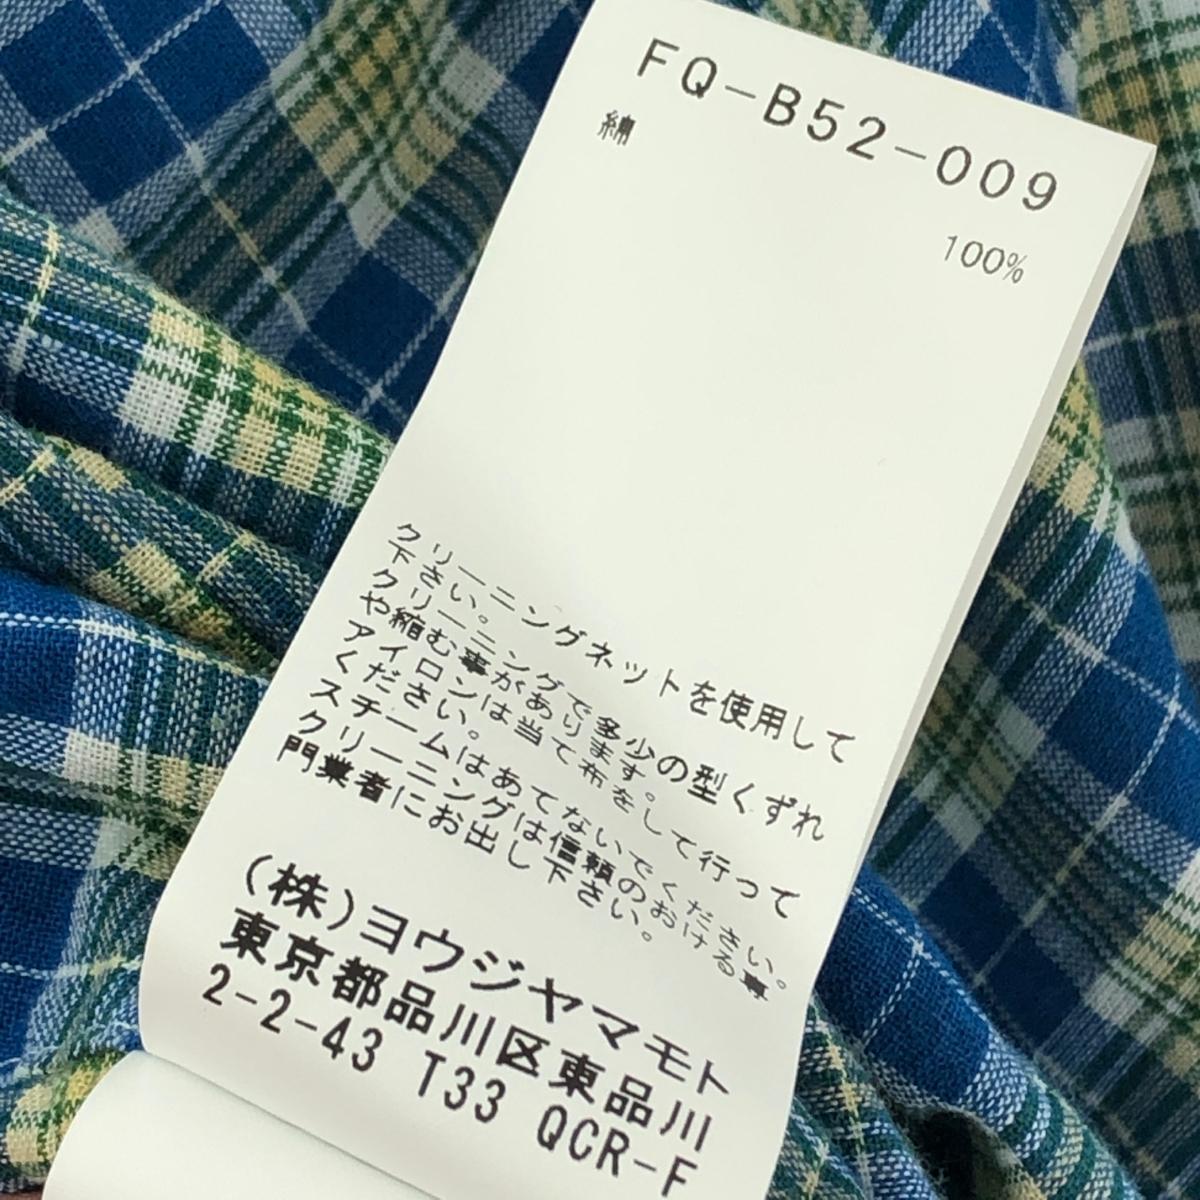 FQ-B52-009
綿 100%
クリーニングネットを使用して
下さい。
クリーニングで多少の型くずれ
や縮む事があります。
アイロンは当て布をして行って
ください。
スチームはあてないでください。
クリーニングは信頼のおける専
門業者にお出し下さい。
(株)ヨウジヤマモト
東京都品川区東品川
2-2-43 T33 QCR-F